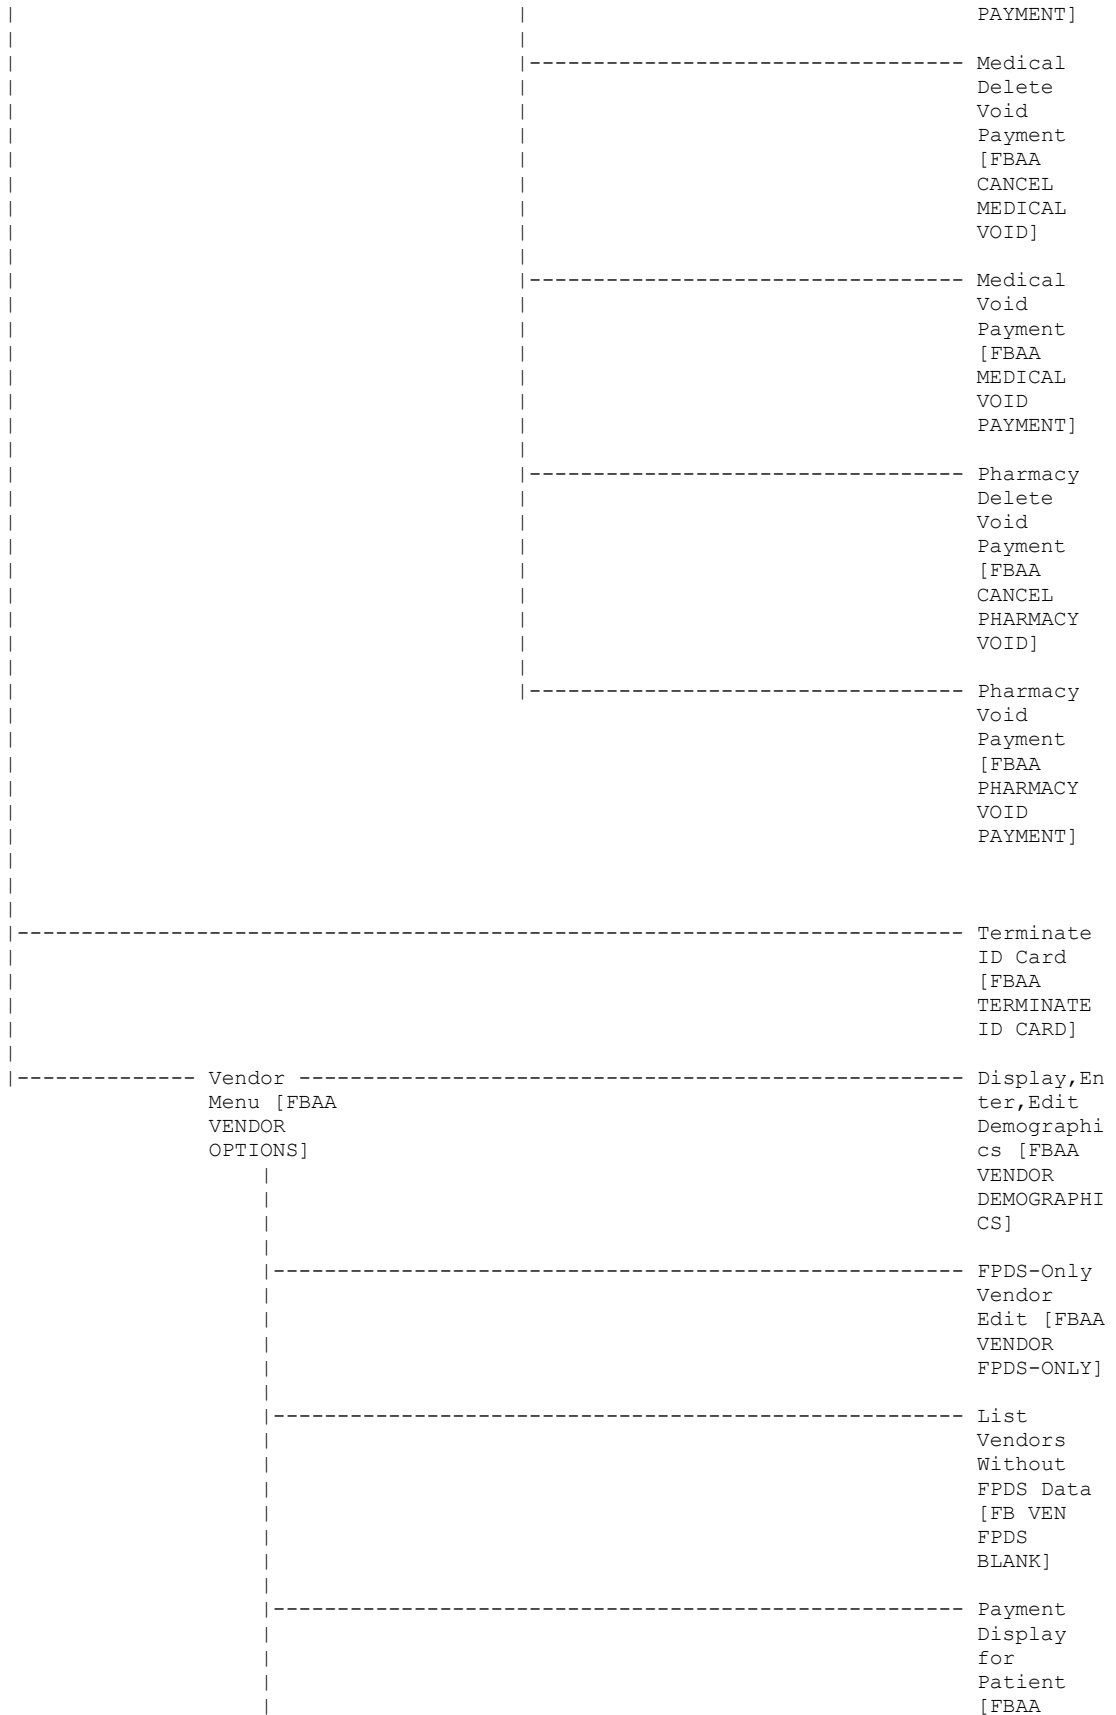 PAYMENT]
Medical
Delete
Void
Payment
[FBAA
CANCEL
MEDICAL
VOID]
Medical
Void
Payment
[FBAA
MEDICAL
VOID
PAYMENT]
Pharmacy
Delete
Void
Payment
[FBAA
CANCEL
PHARMACY
VOID]
Pharmacy
Void
Payment
[FBAA
PHARMACY
VOID
PAYMENT]
Terminate
ID Card
[FBAA
TERMINATE
ID CARD]
Vendor
Menu [FBAA
VENDOR
OPTIONS]
Display,En
ter,Edit
Demographi
cs [FBAA
VENDOR
DEMOGRAPHI
CS]
FPDS-Only
Vendor
Edit [FBAA
VENDOR
FPDS-ONLY]
List
Vendors
Without
FPDS Data
[FB VEN
FPDS
BLANK]
Payment
Display
for
Patient
[FBAA